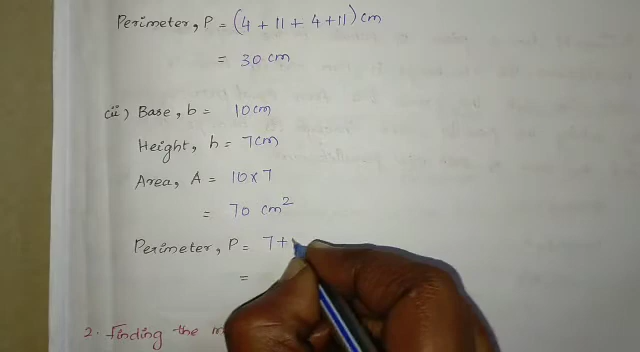 Perimeter, P = (4 + 11 + 4 + 11) cm
= 30 cm
(ii) Base, b = 10cm
Height, h = 7cm
Area, A = 10 x 7
= 70 cm²
Perimeter, P = 7+
=
2. Finding the